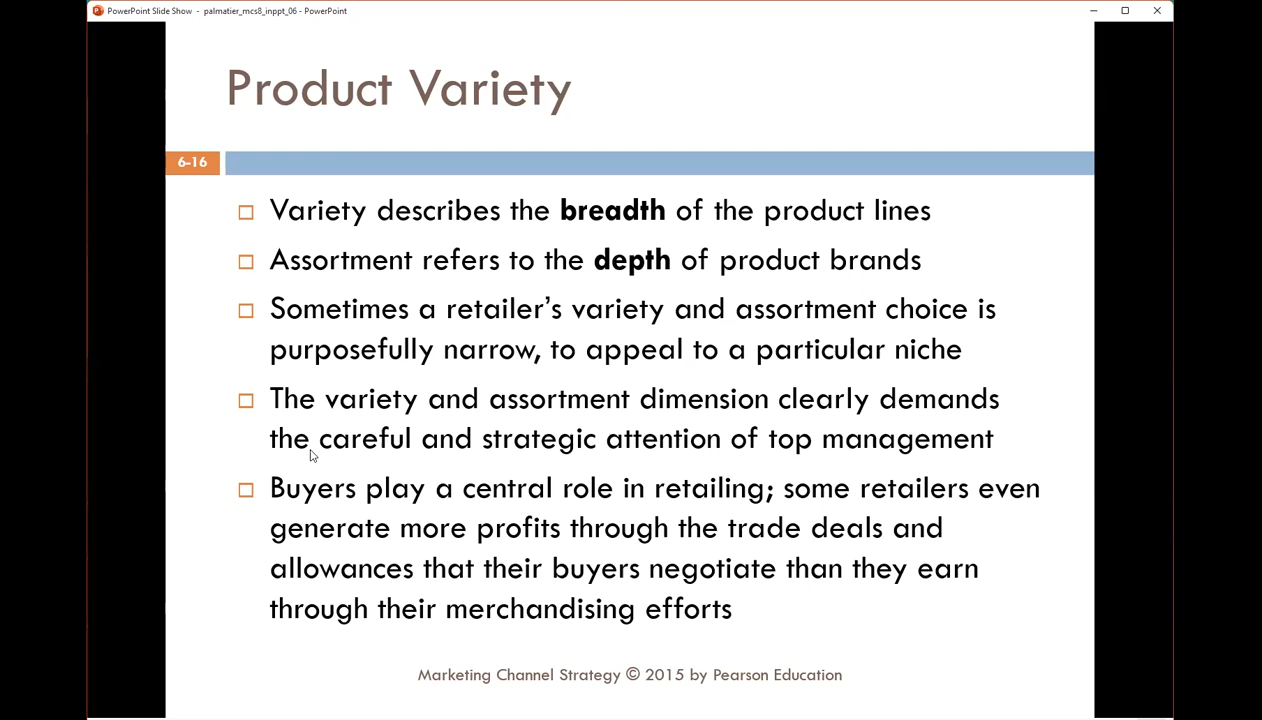 PowerPoint Slide Show - palmatier_mcs8_inppt_06 - PowerPoint
Product Variety
6-16
Variety describes the breadth of the product lines
Assortment refers to the depth of product brands
Sometimes a retailer’s variety and assortment choice is
purposefully narrow, to appeal to a particular niche
The variety and assortment dimension clearly demands
the careful and strategic attention of top management
Buyers play a central role in retailing; some retailers even
generate more profits through the trade deals and
allowances that their buyers negotiate than they earn
through their merchandising efforts
Marketing Channel Strategy © 2015 by Pearson Education